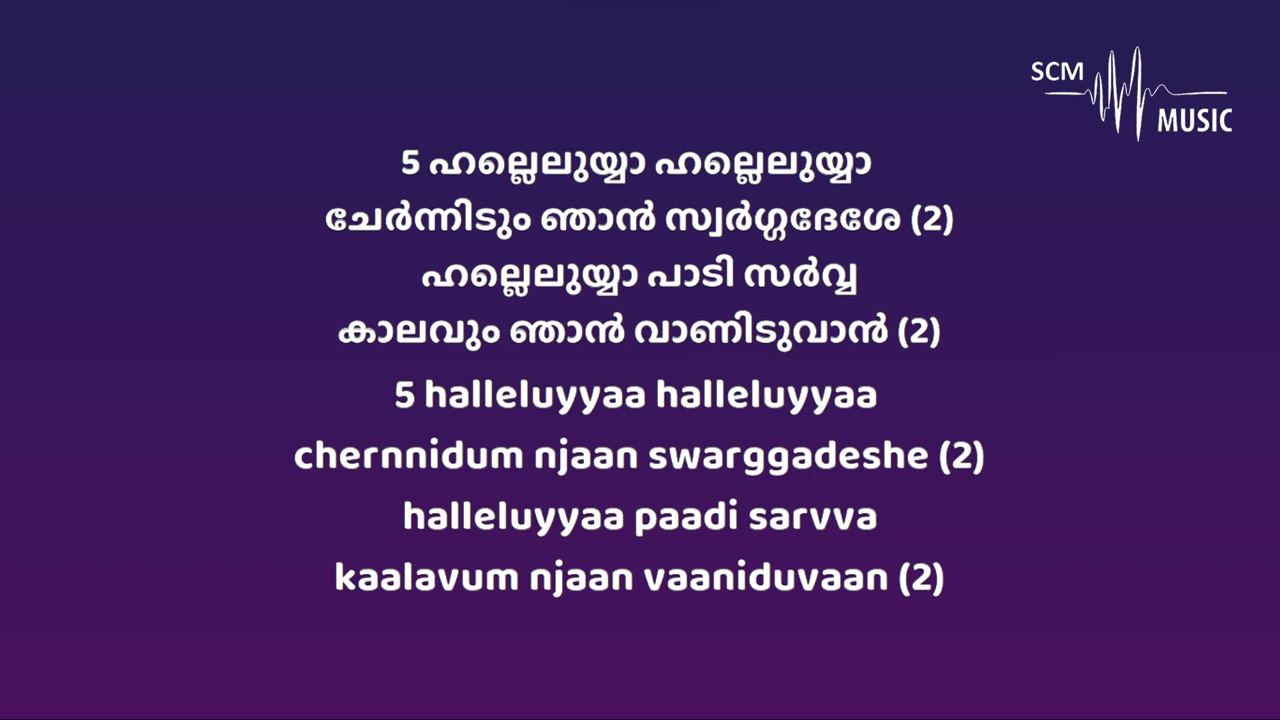 SCM
MUSIC
5 ഹല്ലെലുയ്യാ ഹല്ലെലുയ്യാ
ചേർന്നിടും ഞാൻ സ്വർഗ്ഗദേശേ (2)
ഹല്ലെലുയ്യാ പാടി സർവ്വ
കാലവും ഞാൻ വാണിടുവാൻ (2)
5 halleluyyaa halleluyyaa
chernnidum njaan swarggadeshe (2)
halleluyyaa paadi sarvva
kaalavum njaan vaaniduvaan (2)